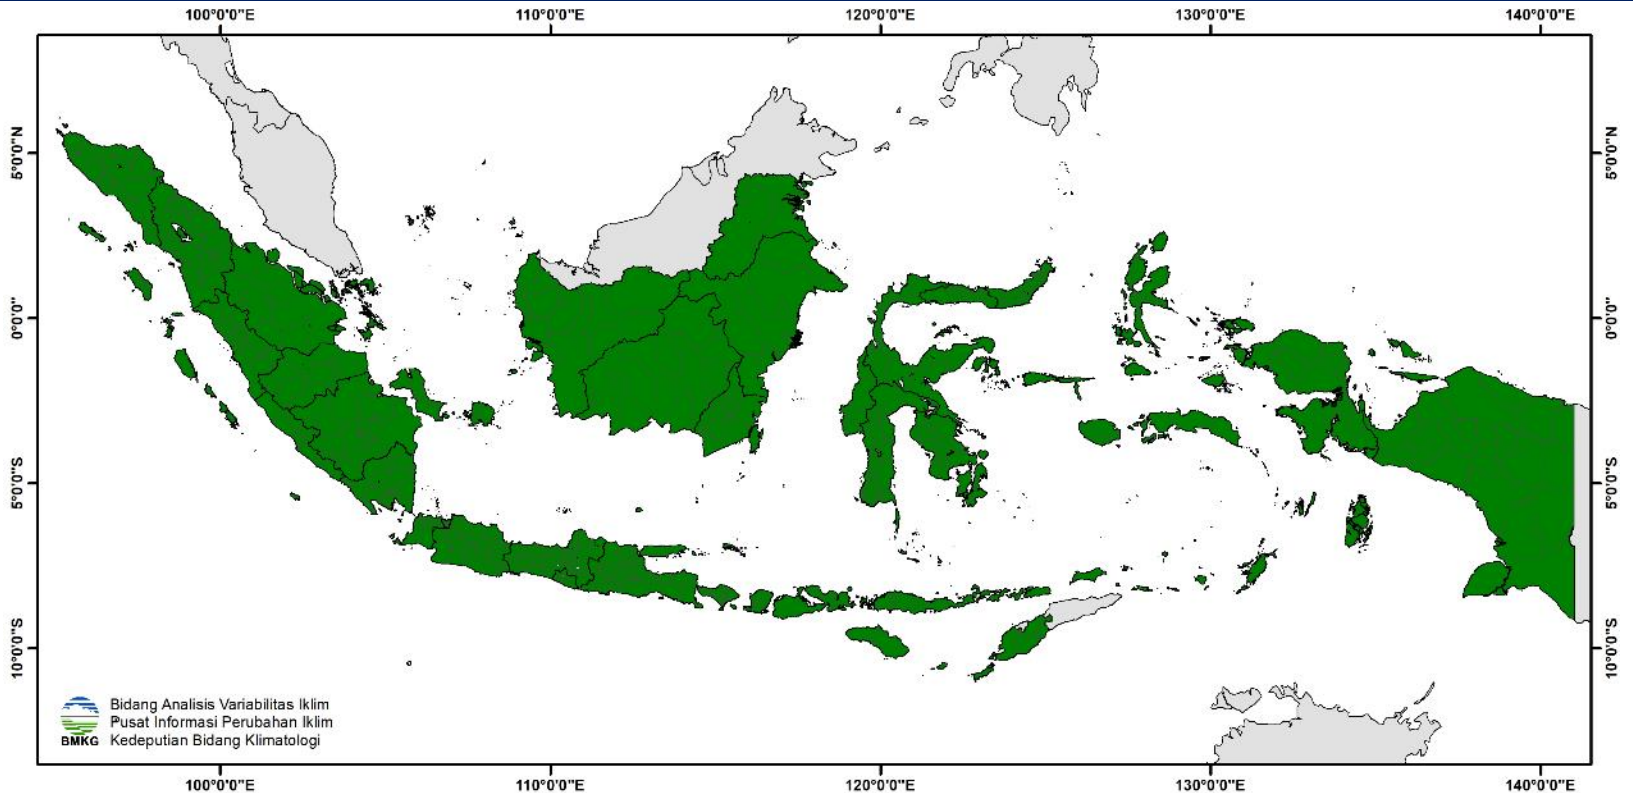 100°0'0"E 110°0'0"E 120°0'0"E 130°0'0"E 140°0'0"E
5°0'0"N 5°0'0"N
0°0'0" 0°0'0"
5°0'0"S 5°0'0"S
10°0'0"S 10°0'0"S
Bidang Analisis Variabilitas Iklim
Pusat Informasi Perubahan Iklim
BMKG Kedeputian Bidang Klimatologi
100°0'0"E 110°0'0"E 120°0'0"E 130°0'0"E 140°0'0"E